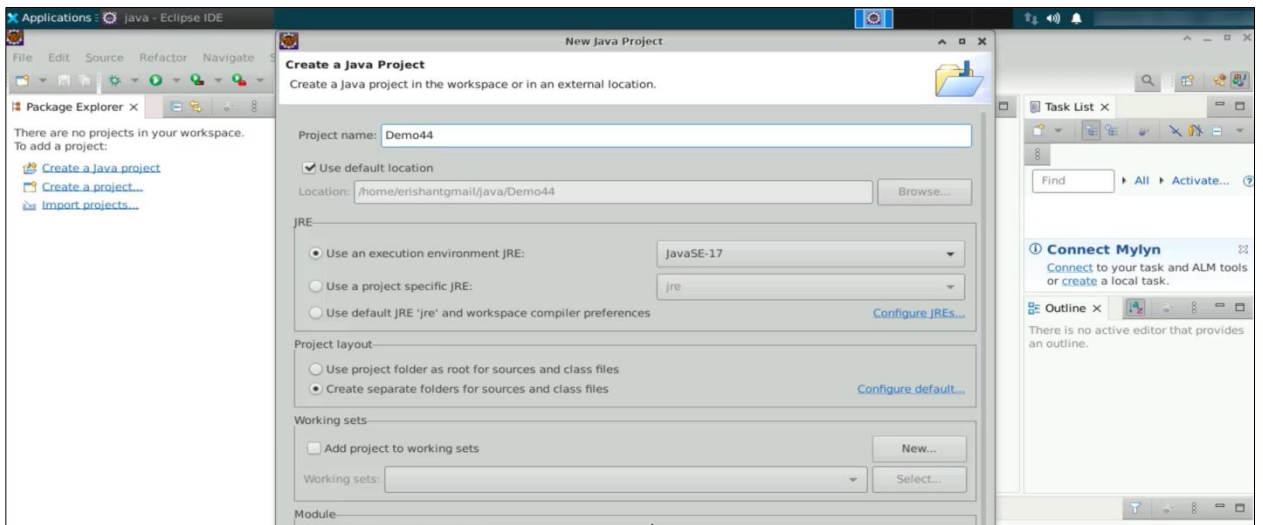 Applications : java - Eclipse IDE
File Edit Source Refactor Navigate S
Package Explorer X
There are no projects in your workspace.
To add a project:
Create a Java project
Create a project...
Import projects...
New Java Project
Create a Java Project
Create a Java project in the workspace or in an external location.
Project name: Demo44
Use default location
Location: /home/erishantgmail/java/Demo44 Browse...
JRE
Use an execution environment JRE: JavaSE-17
Use a project specific JRE: jre
Use default JRE 'jre' and workspace compiler preferences Configure JREs...
Project layout
Use project folder as root for sources and class files
Create separate folders for sources and class files Configure default...
Working sets
Add project to working sets New...
Working sets: Select...
Module
Task List X
Find All Activate...
Connect Mylyn
Connect to your task and ALM tools
or create a local task.
Outline X
There is no active editor that provides
an outline.